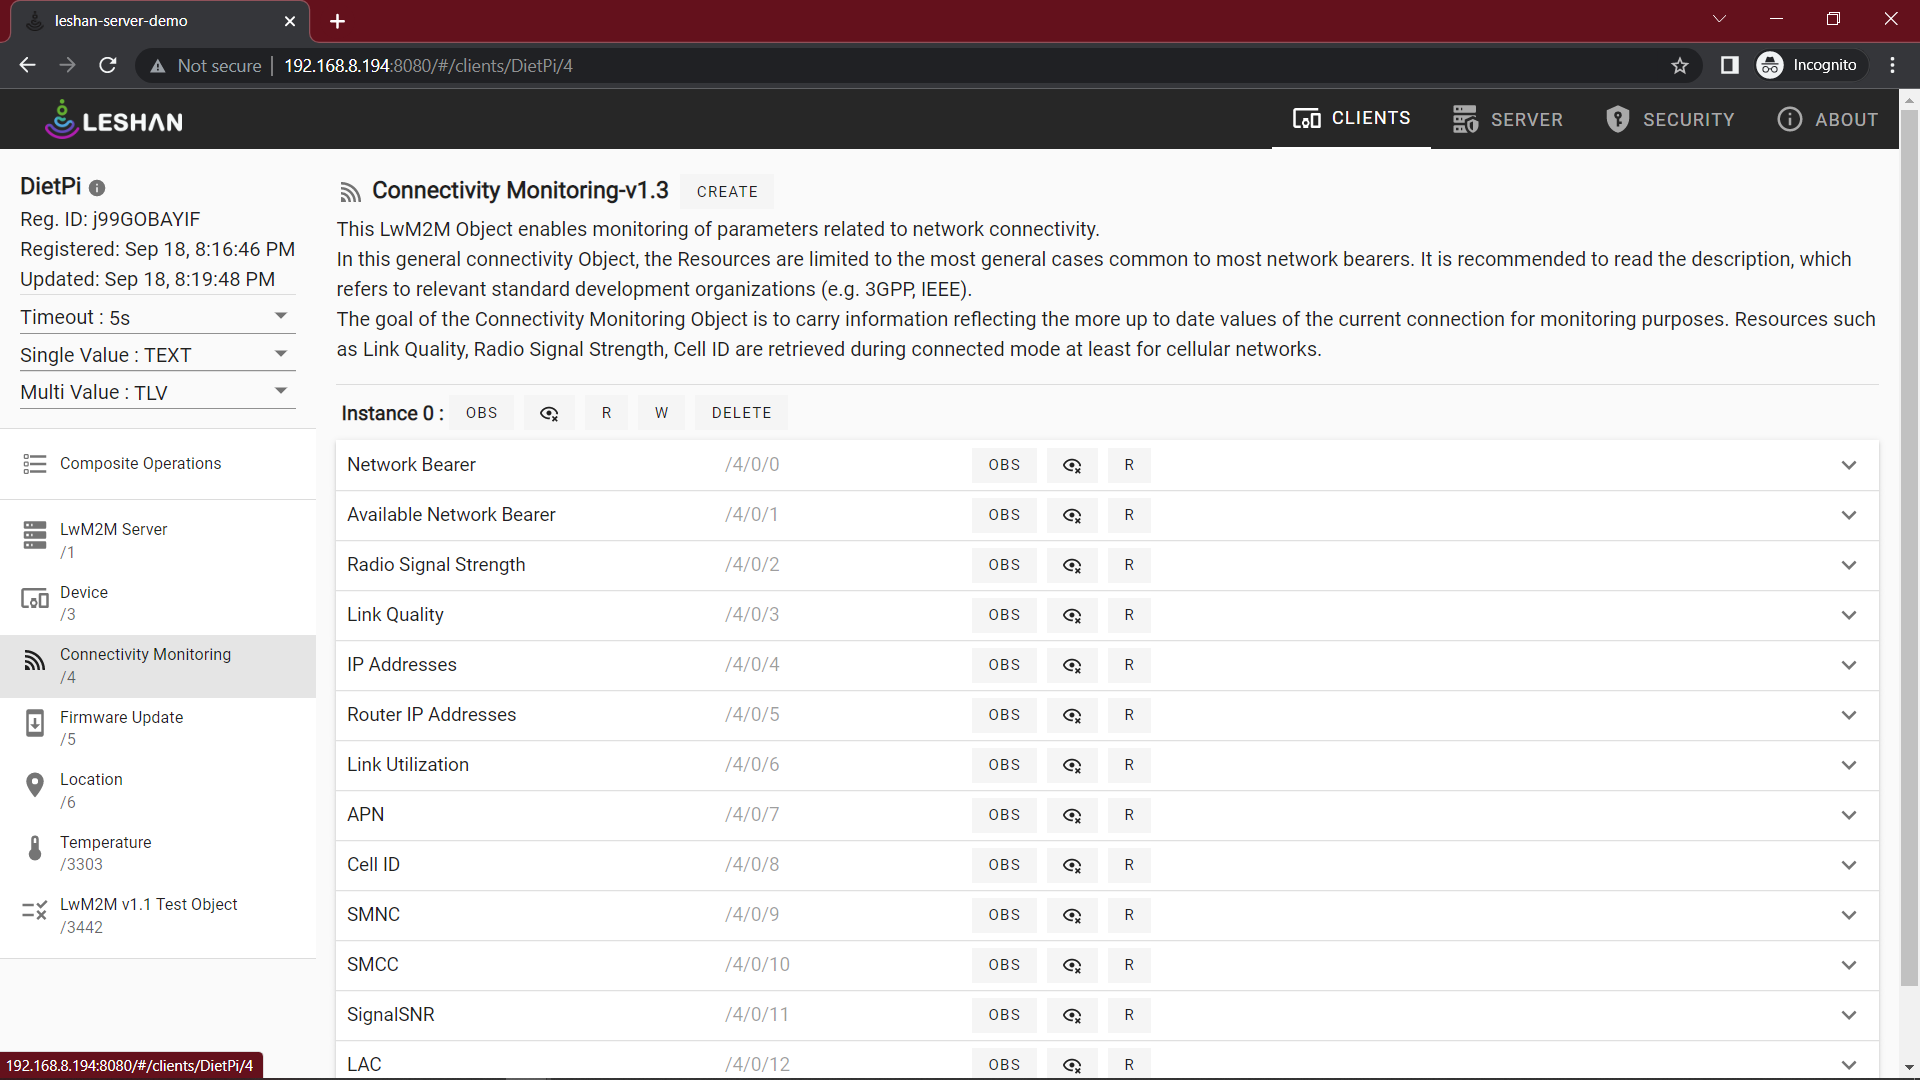 leshan-server-demo
Not secure | 192.168.8.194:8080/#/clients/DietPi/4
Incognito
LESHAN
CLIENTS
SERVER
SECURITY
ABOUT
DietPi
Reg. ID: j99GOBAYIF
Registered: Sep 18, 8:16:46 PM
Updated: Sep 18, 8:19:48 PM
Timeout : 5s
Single Value : TEXT
Multi Value : TLV
Composite Operations
LwM2M Server
/1
Device
/3
Connectivity Monitoring
/4
Firmware Update
/5
Location
/6
Temperature
/3303
LwM2M v1.1 Test Object
/3442
Connectivity Monitoring-v1.3 CREATE
This LwM2M Object enables monitoring of parameters related to network connectivity.
In this general connectivity Object, the Resources are limited to the most general cases common to most network bearers. It is recommended to read the description, which
refers to relevant standard development organizations (e.g. 3GPP, IEEE).
The goal of the Connectivity Monitoring Object is to carry information reflecting the more up to date values of the current connection for monitoring purposes. Resources such
as Link Quality, Radio Signal Strength, Cell ID are retrieved during connected mode at least for cellular networks.
Instance 0 : OBS R W DELETE
Network Bearer /4/0/0 OBS R
Available Network Bearer /4/0/1 OBS R
Radio Signal Strength /4/0/2 OBS R
Link Quality /4/0/3 OBS R
IP Addresses /4/0/4 OBS R
Router IP Addresses /4/0/5 OBS R
Link Utilization /4/0/6 OBS R
APN /4/0/7 OBS R
Cell ID /4/0/8 OBS R
SMNC /4/0/9 OBS R
SMCC /4/0/10 OBS R
SignalSNR /4/0/11 OBS R
LAC /4/0/12 OBS R
192.168.8.194:8080/#/clients/DietPi/4